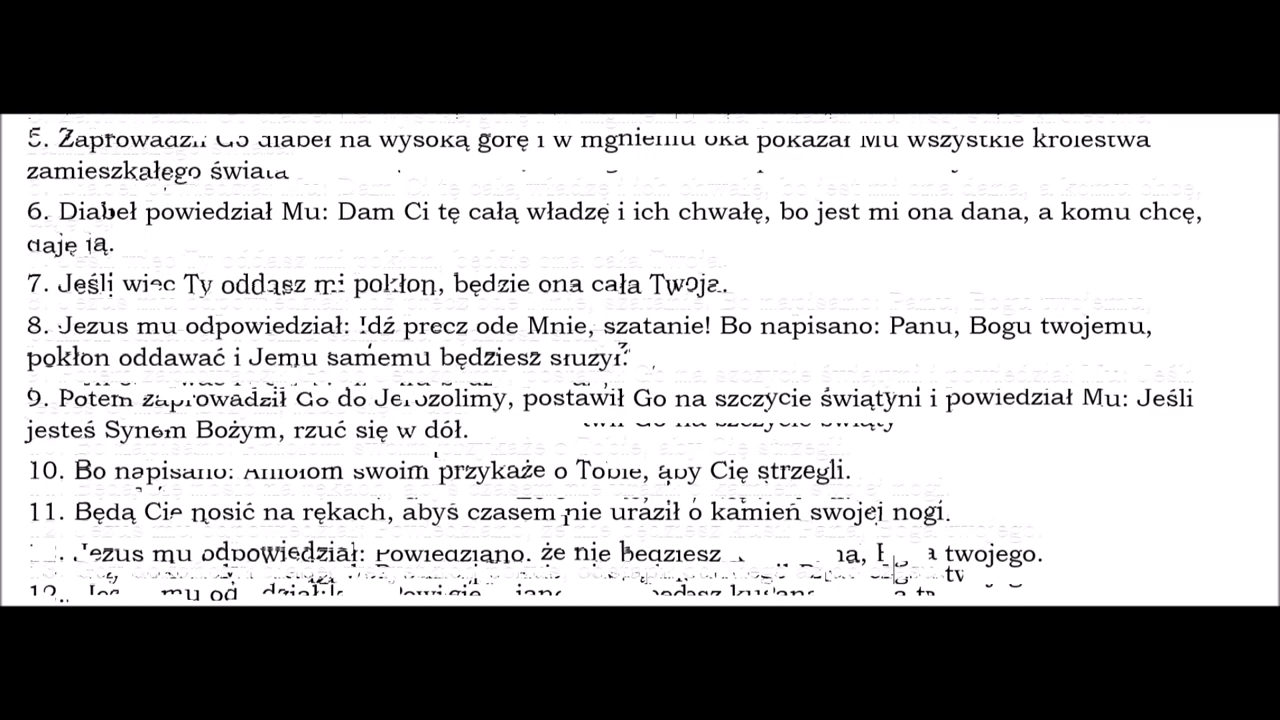 5. Zaprowadził Go diabeł na wysoką górę i w mgnieniu oka pokazał Mu wszystkie królestwa
zamieszkałego świata
6. Diabeł powiedział Mu: Dam Ci tę całą władzę i ich chwałę, bo jest mi ona dana, a komu chcę,
daję ją.
7. Jeśli więc Ty oddasz mi pokłon, będzie ona cała Twoja.
8. Jezus mu odpowiedział: Idź precz ode Mnie, szatanie! Bo napisano: Panu, Bogu twojemu,
pokłon oddawać i Jemu samemu będziesz służył.
9. Potem zaprowadził Go do Jerozolimy, postawił Go na szczycie świątyni i powiedział Mu: Jeśli
jesteś Synem Bożym, rzuć się w dół.
10. Bo napisano: Aniołom swoim przykaże o Tobie, aby Cię strzegli.
11. Będą Cię nosić na rękach, abyś czasem nie uraził o kamień swojej nogi.
Jezus mu odpowiedział: Powiedziano, że nie będziesz twojego.